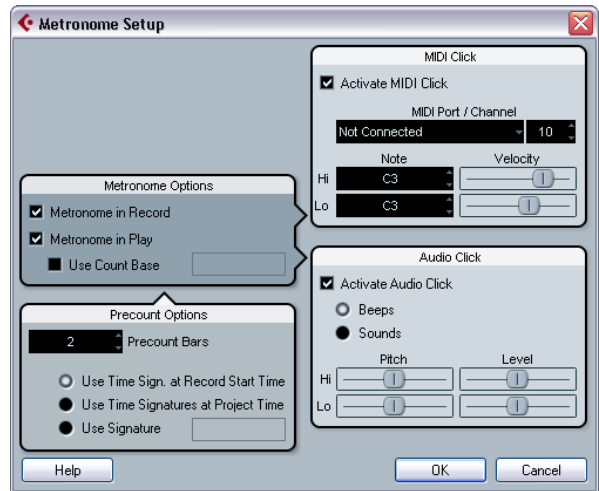 Metronome Setup
Metronome Options
Metronome in Record
Metronome in Play
Use Count Base
Precount Options
2 Precount Bars
Use Time Sign. at Record Start Time
Use Time Signatures at Project Time
Use Signature
MIDI Click
Activate MIDI Click
MIDI Port / Channel
Not Connected 10
Note Velocity
Hi C3
Lo C3
Audio Click
Activate Audio Click
Beeps
Sounds
Pitch Level
Hi
Lo
Help OK Cancel